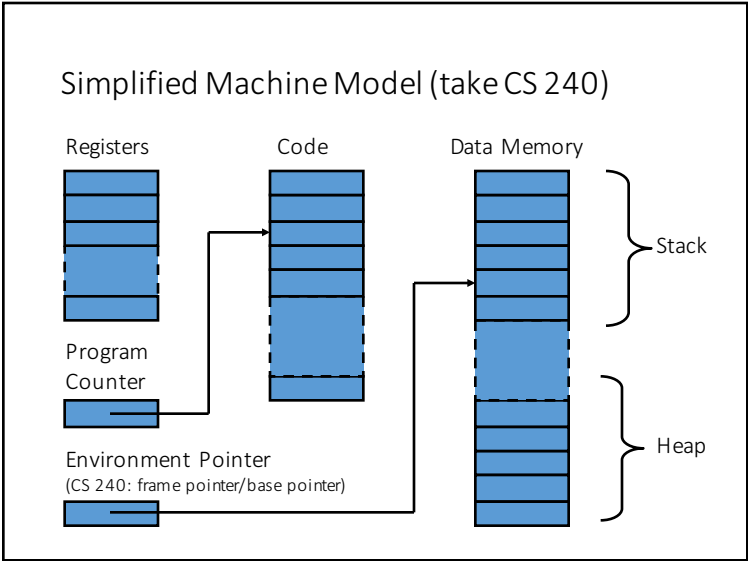 Simplified Machine Model (take CS 240)
Registers
Code
Data Memory
Stack
Program
Counter
Environment Pointer
(CS 240: frame pointer/base pointer)
Heap